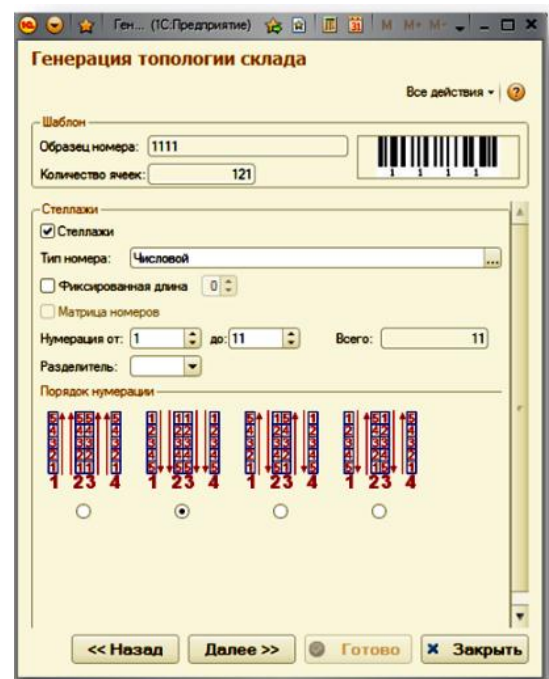 Ген... (1С:Предприятие) M M+ M-
Генерация топологии склада
Все действия
Шаблон
Образец номера: 1111
1 1 1 1
Количество ячеек: 121
Стеллажи
Стеллажи
Тип номера: Числовой ...
Фиксированная длина 0
Матрица номеров
Нумерация от: 1 до: 11 Всего: 11
Разделитель:
Порядок нумерации
1 23 4 1 23 4 1 23 4 1 23 4
<< Назад Далее >> Готово Закрыть